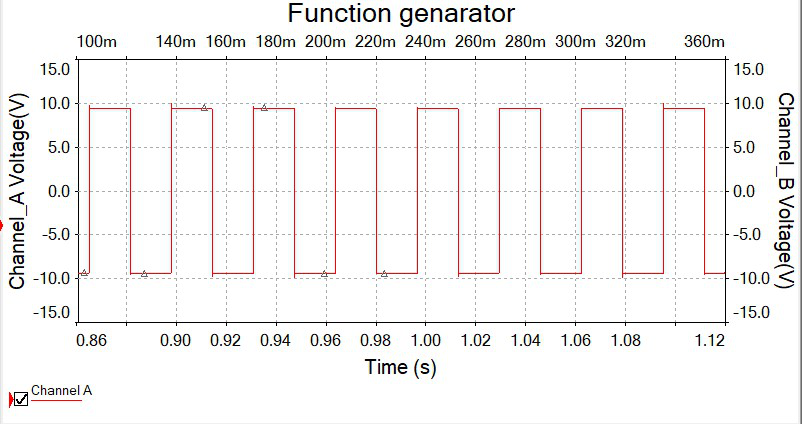 Function genarator
100m 140m 160m 180m 200m 220m 240m 260m 280m 300m 320m 360m
15.0 15.0
10.0 10.0
5.0 5.0
0.0 0.0
-5.0 -5.0
-10.0 -10.0
-15.0 -15.0
Channel_A Voltage(V)
Channel_B Voltage(V)
0.86 0.90 0.92 0.94 0.96 0.98 1.00 1.02 1.04 1.06 1.08 1.12
Time (s)
Channel A